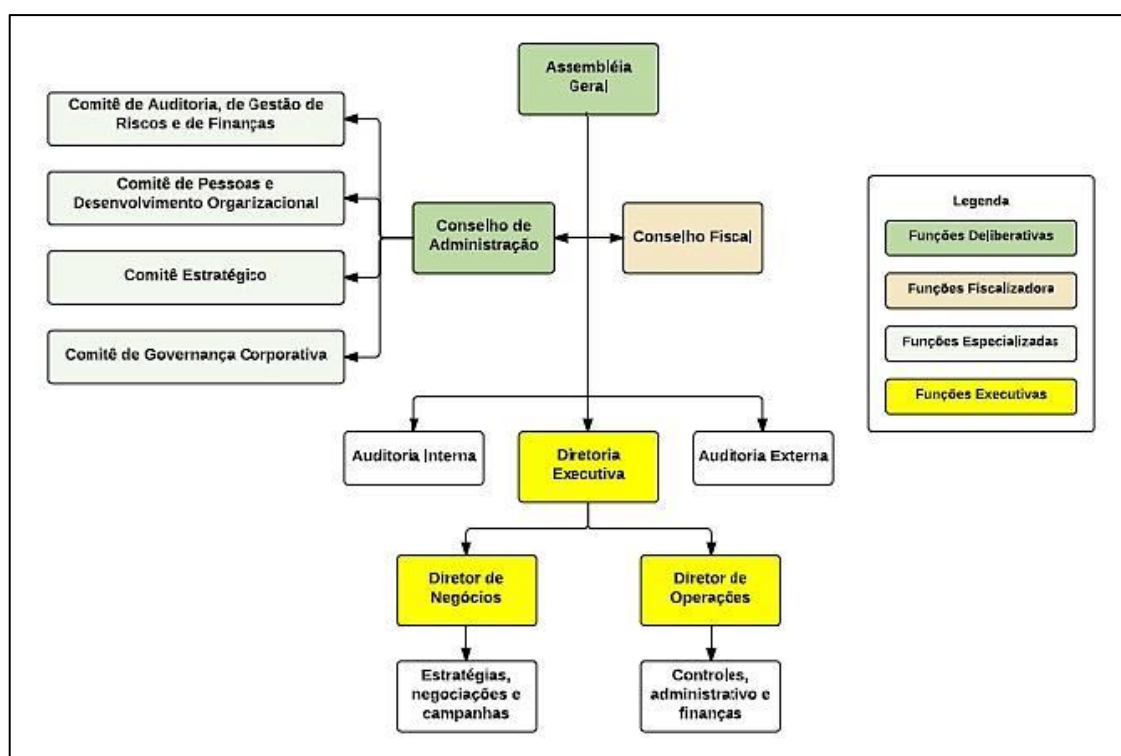 Assembléia
Geral
Comitê de Auditoria, de Gestão de
Riscos e de Finanças
Comitê de Pessoas e
Desenvolvimento Organizacional
Comitê Estratégico
Comitê de Governança Corporativa
Conselho de
Administração
Conselho Fiscal
Legenda
Funções Deliberativas
Funções Fiscalizadora
Funções Especializadas
Funções Executivas
Auditoria Interna
Diretoria
Executiva
Auditoria Externa
Diretor de
Negócios
Diretor de
Operações
Estratégias,
negociações e
campanhas
Controles,
administrativo e
finanças